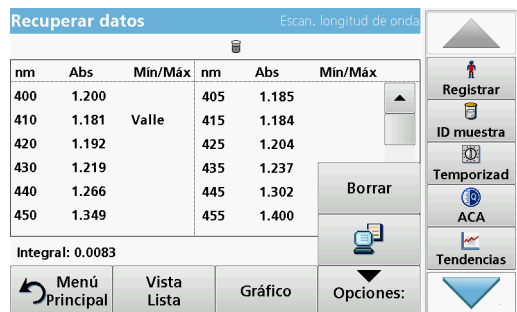 Recuperar datos
Escan. longitud de onda
nm Abs Mín/Máx nm Abs Mín/Máx
400 1.200 405 1.185
410 1.181 Valle 415 1.184
420 1.192 425 1.204
430 1.219 435 1.237
440 1.266 445 1.302
450 1.349 455 1.400
Integral: 0.0083
Borrar
Menú Principal
Vista Lista
Gráfico
Opciones:
Registrar
ID muestra
Temporizad
ACA
Tendencias